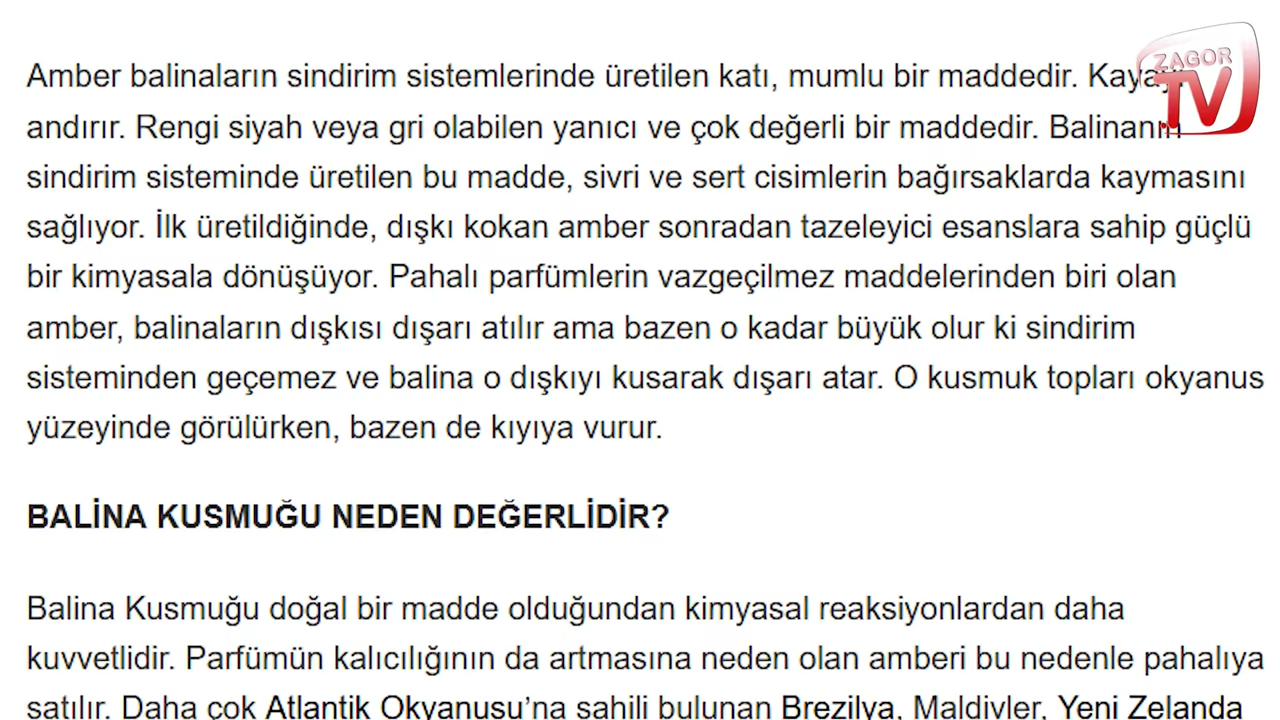 Amber balinaların sindirim sistemlerinde üretilen katı, mumlu bir maddedir. Kayayı
andırır. Rengi siyah veya gri olabilen yanıcı ve çok değerli bir maddedir. Balinanın
sindirim sisteminde üretilen bu madde, sivri ve sert cisimlerin bağırsaklarda kaymasını
sağlıyor. İlk üretildiğinde, dışkı kokan amber sonradan tazeleyici esanslara sahip güçlü
bir kimyasala dönüşüyor. Pahalı parfümlerin vazgeçilmez maddelerinden biri olan
amber, balinaların dışkısı dışarı atılır ama bazen o kadar büyük olur ki sindirim
sisteminden geçemez ve balina o dışkıyı kusarak dışarı atar. O kusmuk topları okyanus
yüzeyinde görülürken, bazen de kıyıya vurur.
BALİNA KUSMUĞU NEDEN DEĞERLİDİR?
Balina Kusmuğu doğal bir madde olduğundan kimyasal reaksiyonlardan daha
kuvvetlidir. Parfümün kalıcılığının da artmasına neden olan amberi bu nedenle pahalıya
satılır. Daha çok Atlantik Okyanusu’na sahili bulunan Brezilya, Maldivler, Yeni Zelanda
ZAGOR
TV